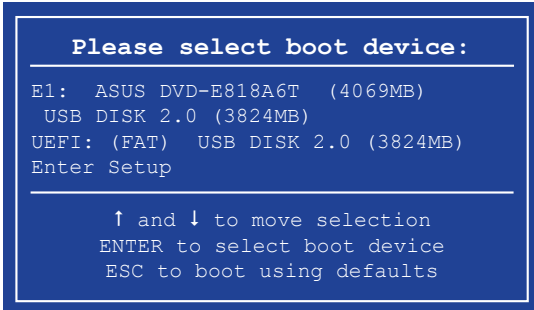 Please select boot device:
E1: ASUS DVD-E818A6T (4069MB)
USB DISK 2.0 (3824MB)
UEFI: (FAT) USB DISK 2.0 (3824MB)
Enter Setup
↑ and ↓ to move selection
ENTER to select boot device
ESC to boot using defaults